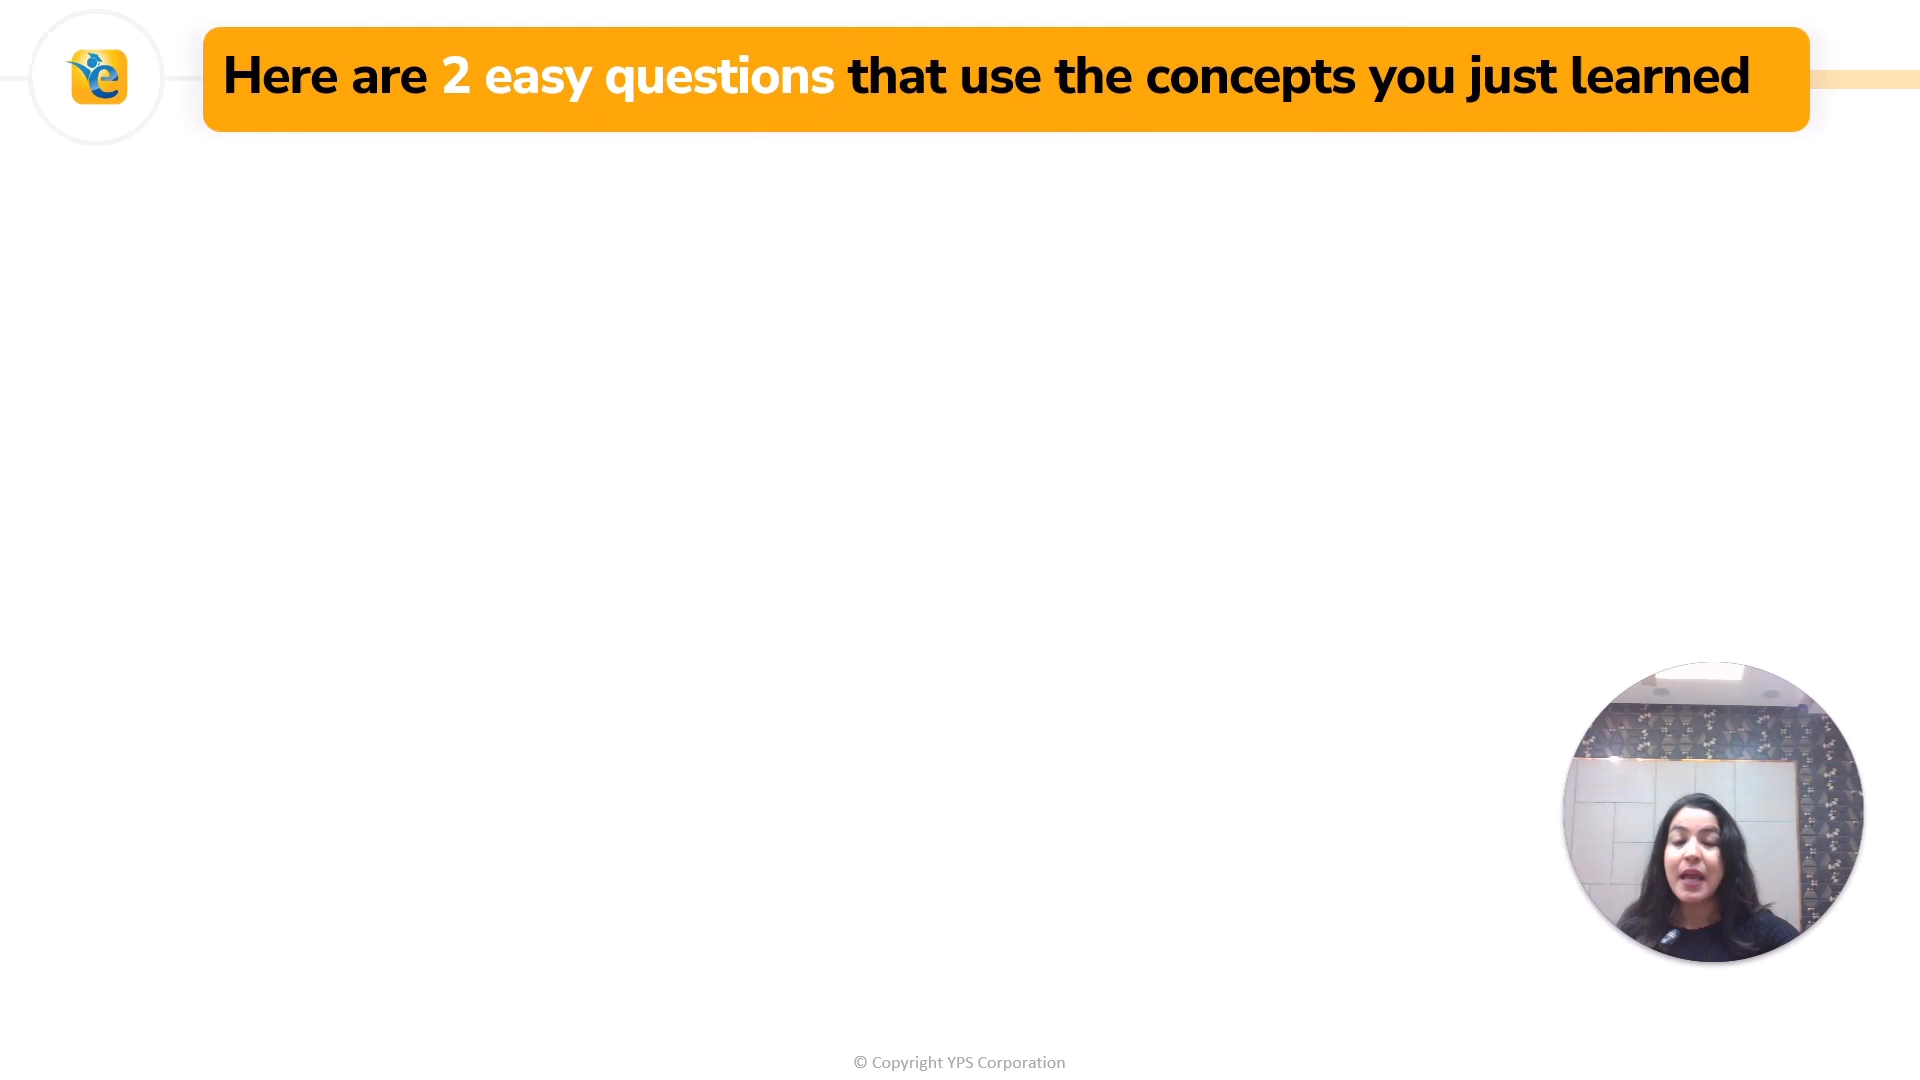 Here are 2 easy questions that use the concepts you just learned
e
© Copyright YPS Corporation